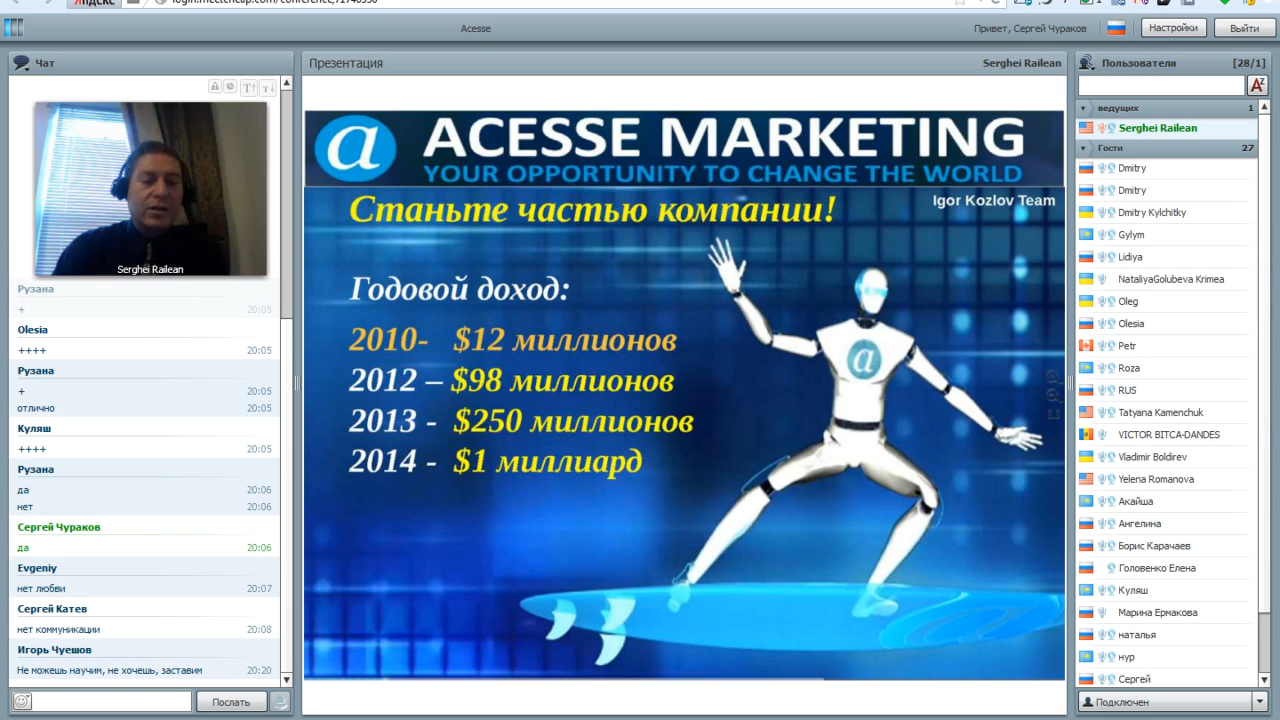 Яндекс
login.meetcheap.com/conference,71746950
Acesse
Привет, Сергей Чураков
Настройки
Выйти
Чат
Serghei Railean
Рузана
+
20:05
Olesia
++++
20:05
Рузана
+
20:05
отлично
20:05
Куляш
++++
20:05
Рузана
да
20:06
нет
20:06
Сергей Чураков
да
20:06
Evgeniy
нет любви
20:07
Сергей Катев
нет коммуникации
20:08
Игорь Чуешов
Не можешь научим, не хочешь, заставим
20:20
Послать
Презентация
Serghei Railean
a ACESSE MARKETING
YOUR OPPORTUNITY TO CHANGE THE WORLD
Станьте частью компании!
Igor Kozlov Team
Годовой доход:
2010- $12 миллионов
2012 – $98 миллионов
2013 - $250 миллионов
2014 - $1 миллиард
a
Пользователи
[28/1]
ведущих
1
Serghei Railean
Гости
27
Dmitry
Dmitry
Dmitry Kylchitky
Gylym
Lidiya
NataliyaGolubeva Krimea
Oleg
Olesia
Petr
Roza
RUS
Tatyana Kamenchuk
VICTOR BITCA-DANDES
Vladimir Boldirev
Yelena Romanova
Акайша
Ангелина
Борис Карачаев
Головенко Елена
Куляш
Марина Ермакова
наталья
нур
Сергей
Подключен